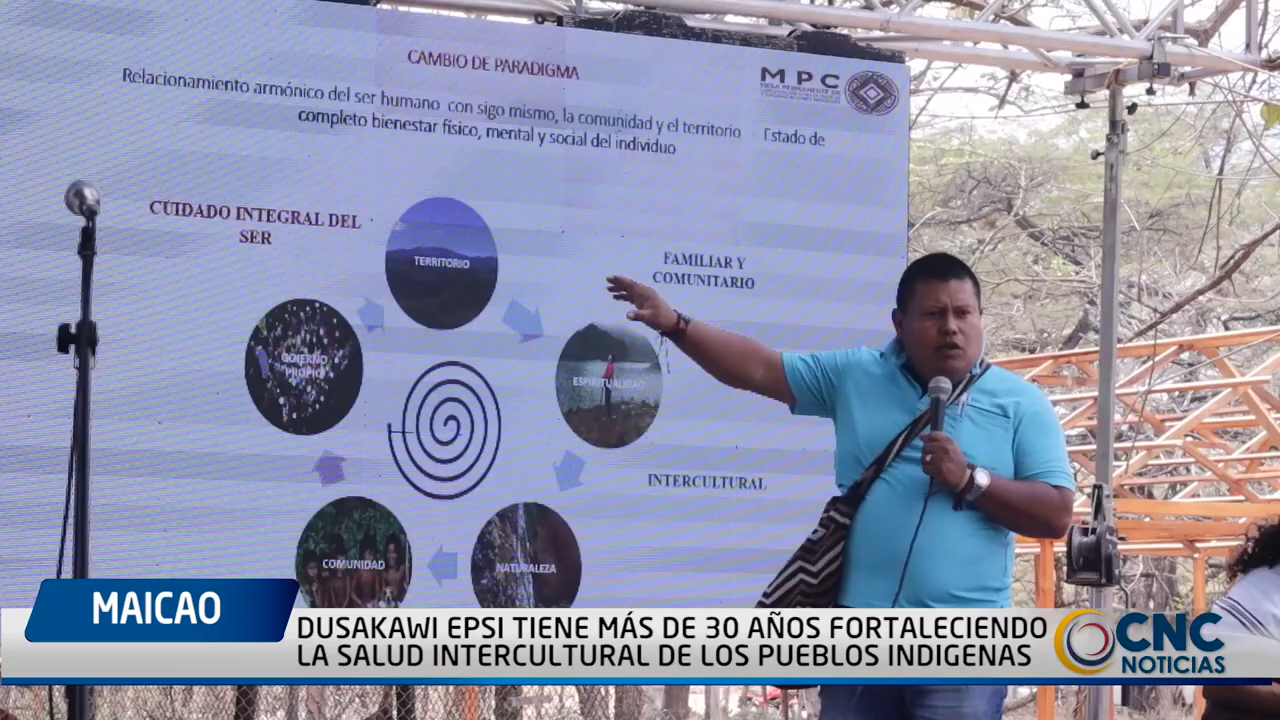 CAMBIO DE PARADIGMA
MPC
Relacionamiento armónico del ser humano con sigo mismo, la comunidad y el territorio Estado de
completo bienestar físico, mental y social del individuo
CUIDADO INTEGRAL DEL
SER
TERRITORIO
FAMILIAR Y
COMUNITARIO
ESPIRITUALIDAD
INTERCULTURAL
NATURALEZA
COMUNIDAD
MAICAO
DUSAKAWI EPSI TIENE MÁS DE 30 AÑOS FORTALECIENDO
LA SALUD INTERCULTURAL DE LOS PUEBLOS INDIGENAS
CNC
NOTICIAS